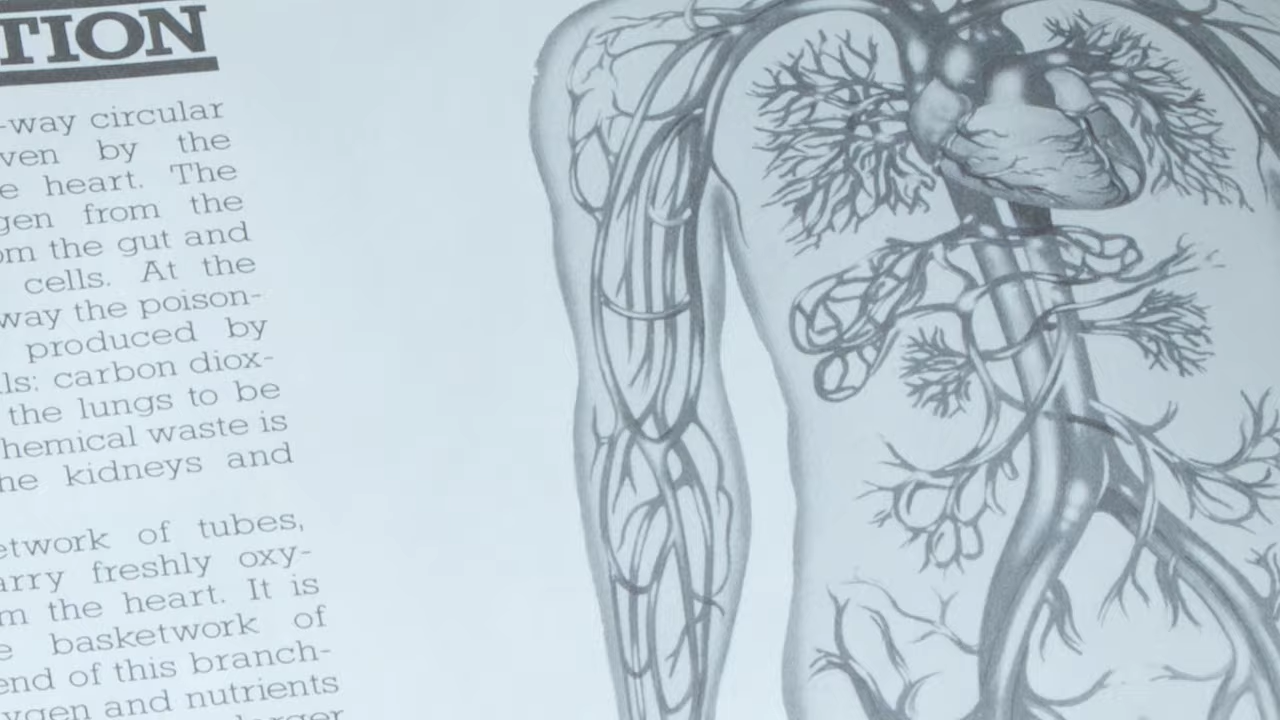 TION
-way circular
ven by the
e heart. The
gen from the
om the gut and
cells. At the
way the poison-
produced by
ls: carbon diox-
the lungs to be
hemical waste is
he kidneys and
etwork of tubes,
arry freshly oxy-
m the heart. It is
e basketwork of
end of this branch-
ygen and nutrients
larger